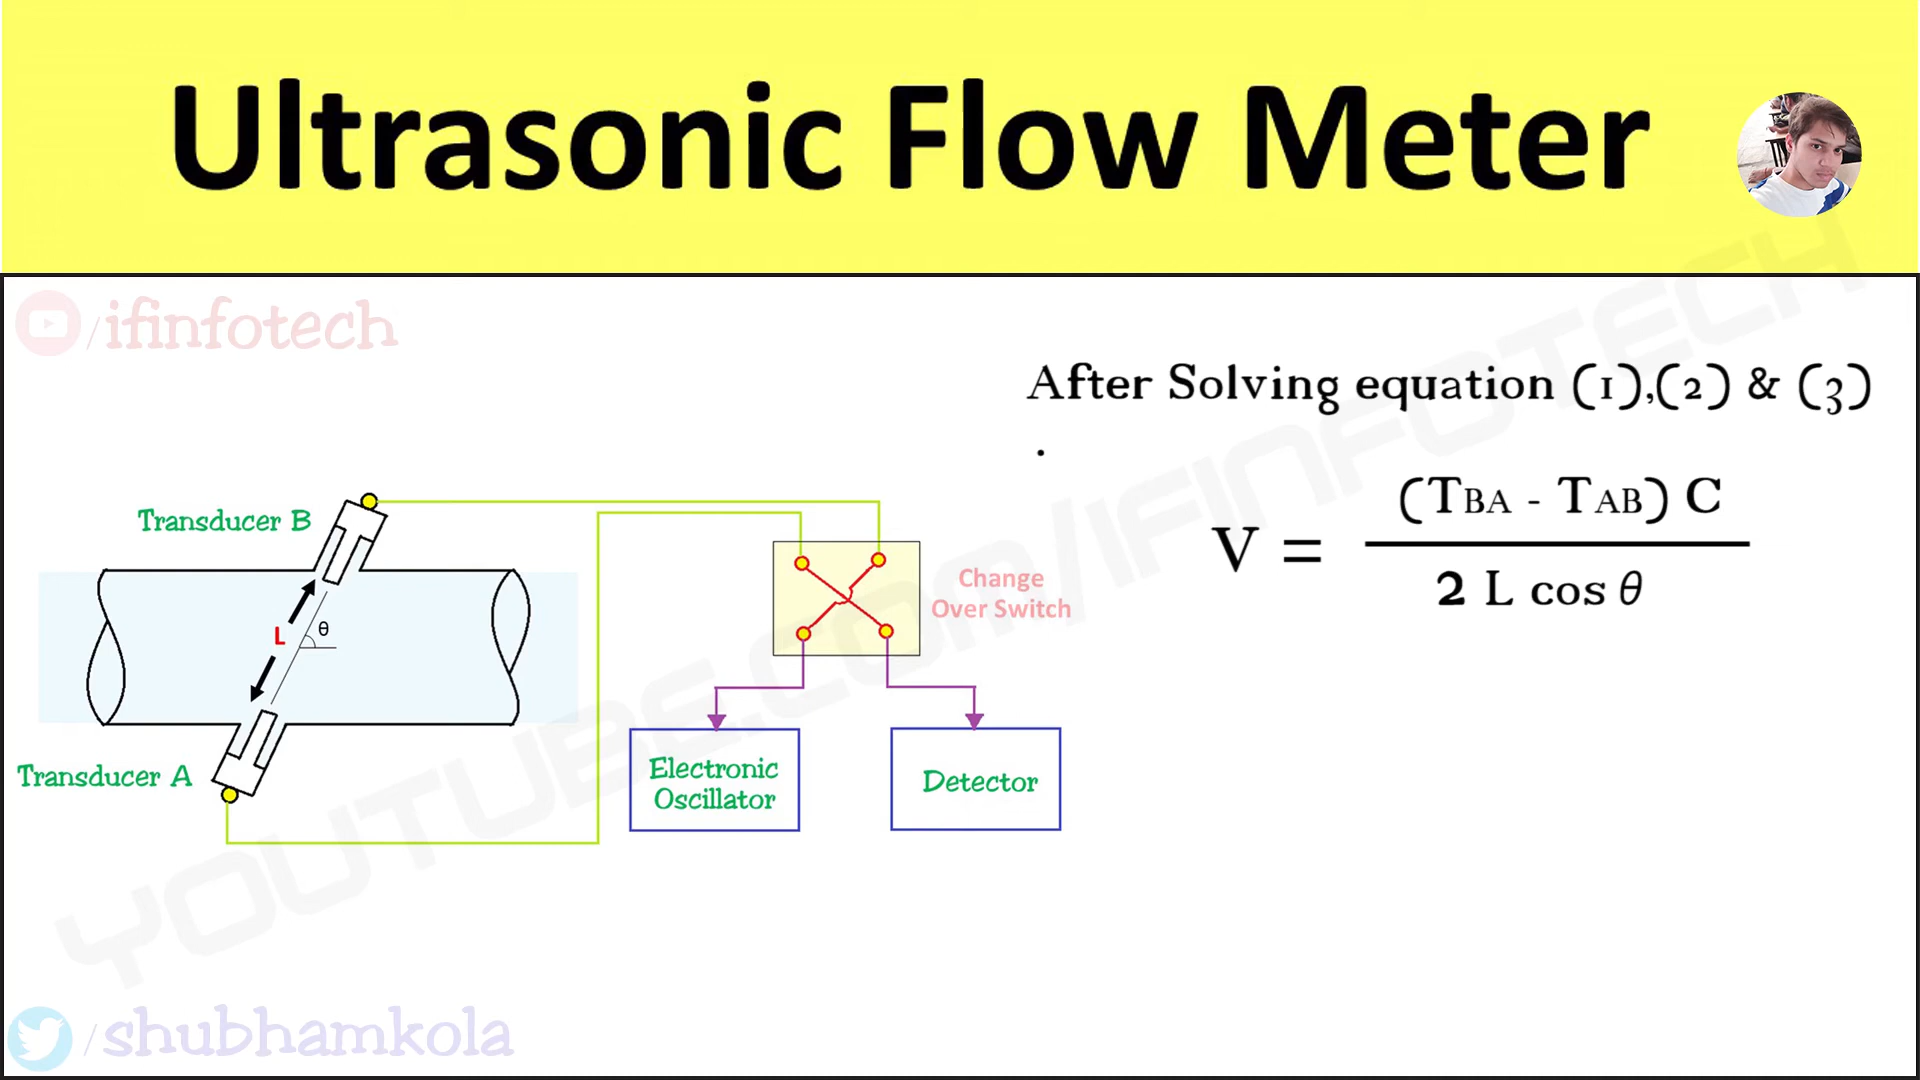 Ultrasonic Flow Meter
/ifinfotech
After Solving equation (1),(2) & (3)
.
V = (TBA - TAB) C
2 L cos θ
Transducer B
Change
Over Switch
L
θ
Transducer A
Electronic
Oscillator
Detector
YOUTUBE.COM/IFINFOTECH
/shubhamkola